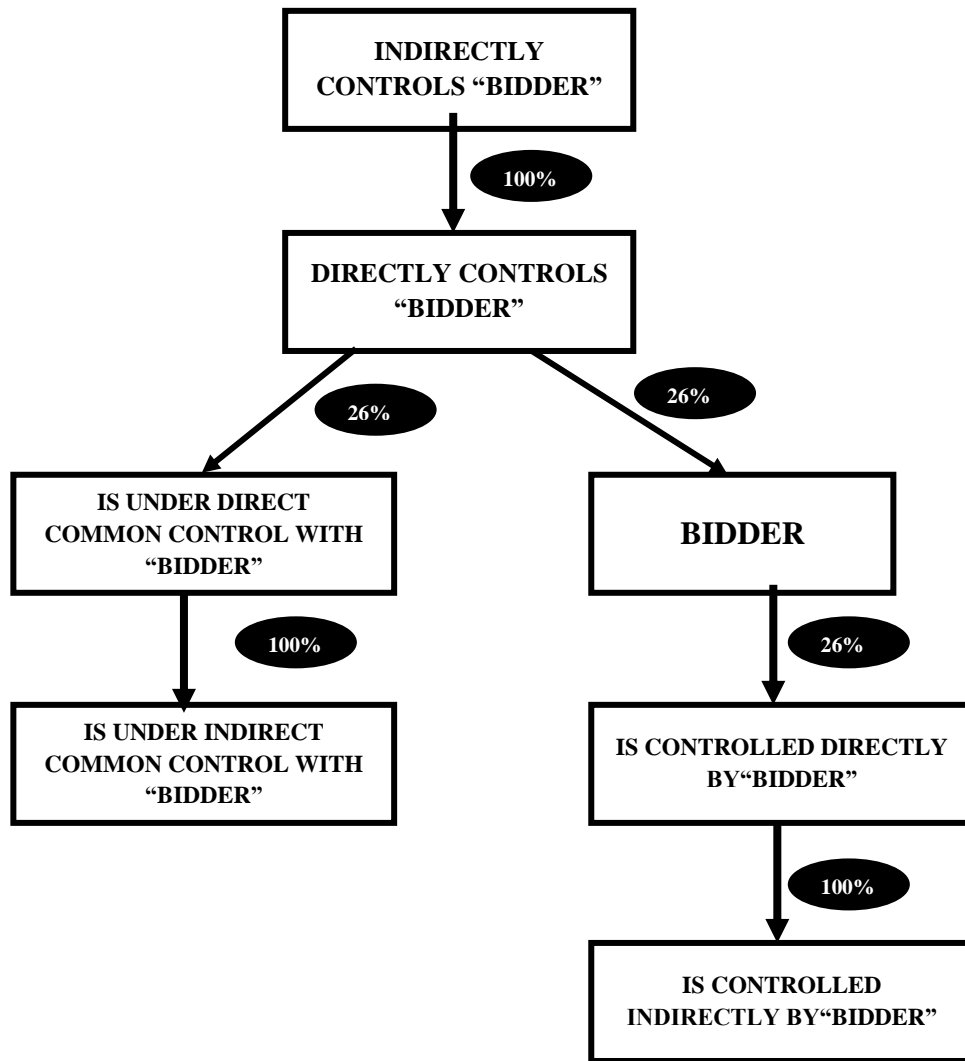 INDIRECTLY
CONTROLS “BIDDER”
100%
DIRECTLY CONTROLS
“BIDDER”
26%
26%
IS UNDER DIRECT
COMMON CONTROL WITH
“BIDDER”
BIDDER
100%
26%
IS UNDER INDIRECT
COMMON CONTROL WITH
“BIDDER”
IS CONTROLLED DIRECTLY
BY“BIDDER”
100%
IS CONTROLLED
INDIRECTLY BY“BIDDER”